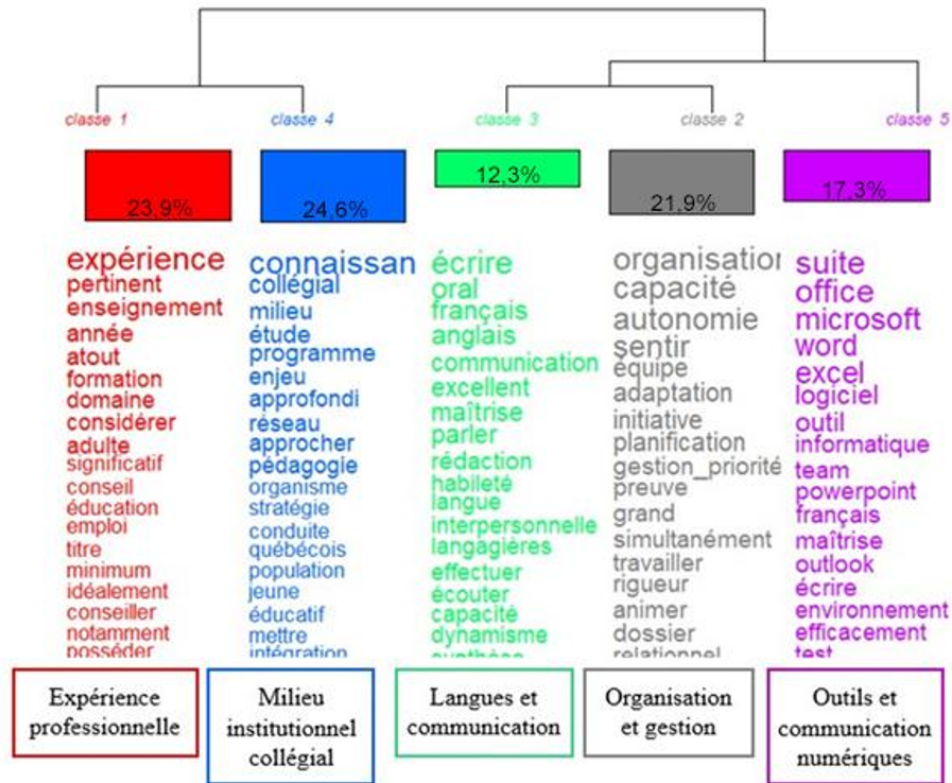 classe 1
classe 4
classe 3
classe 2
classe 5
23,9%
24,6%
12,3%
21,9%
17,3%
expérience
pertinent
enseignement
année
atout
formation
domaine
considérer
adulte
significatif
conseil
éducation
emploi
titre
minimum
idéalement
conseiller
notamment
posséder
connaissan
collégial
milieu
étude
programme
enjeu
approfondi
réseau
approcher
pédagogie
organisme
stratégie
conduite
québécois
population
jeune
éducatif
mettre
intégration
écrire
oral
français
anglais
communication
excellent
maîtrise
parler
rédaction
habileté
langue
interpersonnelle
langagières
effectuer
écouter
capacité
dynamisme
synthèse
organisation
capacité
autonomie
sentir
équipe
adaptation
initiative
planification
gestion_priorité
preuve
grand
simultanément
travailler
rigueur
animer
dossier
relationnel
suite
office
microsoft
word
excel
logiciel
outil
informatique
team
powerpoint
français
maîtrise
outlook
écrire
environnement
efficacement
test
Expérience
professionnelle
Milieu
institutionnel
collégial
Langues et
communication
Organisation
et gestion
Outils et
communication
numériques